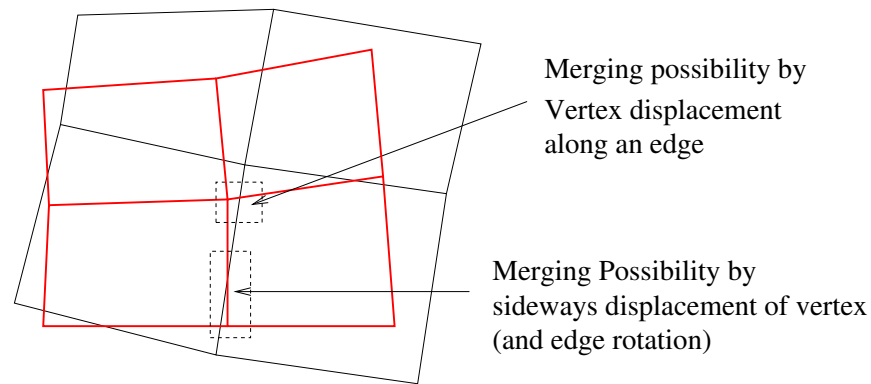 Merging possibility by
Vertex displacement
along an edge
Merging Possibility by
sideways displacement of vertex
(and edge rotation)